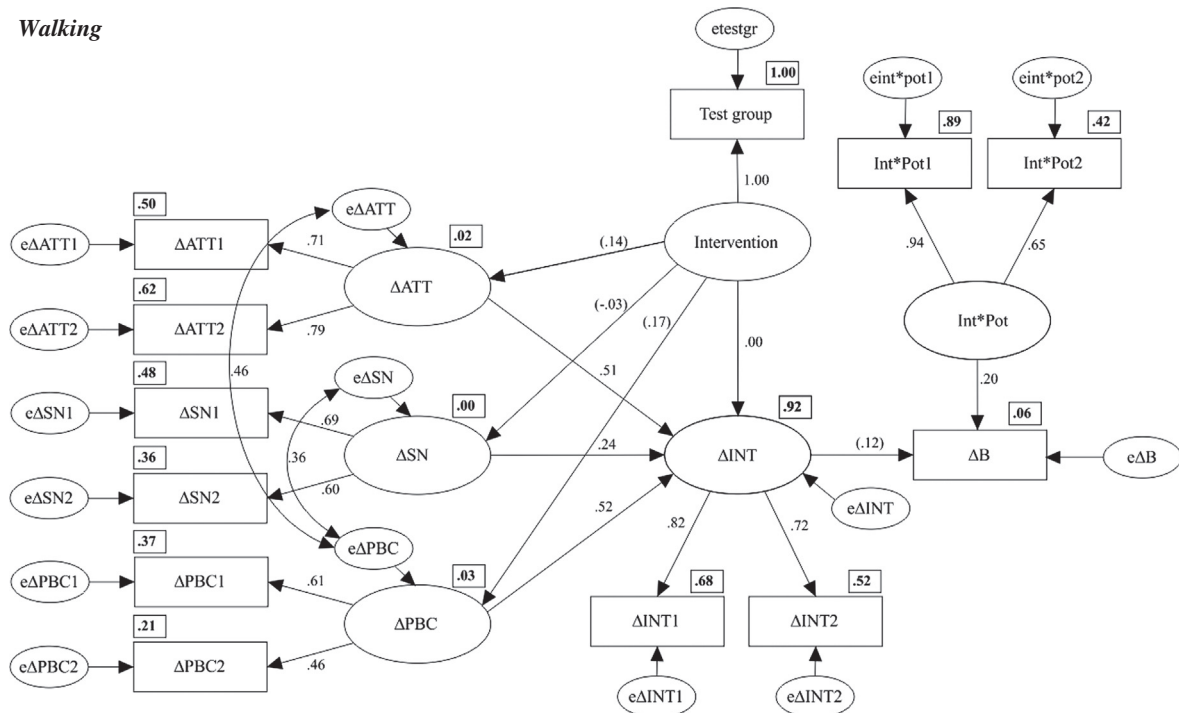 Walking
etestgr
1.00
Test group
1.00
eint*pot1
eint*pot2
.89
.42
Int*Pot1
Int*Pot2
.94
.65
Int*Pot
.20
Intervention
(.14)
(-.03)
(.17)
.00
.50
eΔATT1
ΔATT1
.71
eΔATT
.02
ΔATT
.62
eΔATT2
ΔATT2
.79
.46
.51
.48
eΔSN1
ΔSN1
.69
eΔSN
.00
ΔSN
.36
.24
.36
eΔSN2
ΔSN2
.60
.92
ΔINT
(.12)
.06
ΔB
eΔB
eΔINT
.52
.37
eΔPBC1
ΔPBC1
.61
eΔPBC
.03
ΔPBC
.21
eΔPBC2
ΔPBC2
.46
.82
.72
.68
.52
ΔINT1
ΔINT2
eΔINT1
eΔINT2